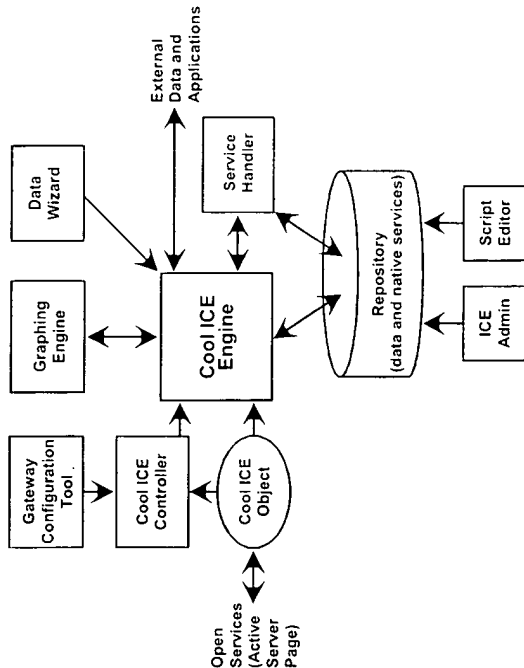 Gateway
Configuration
Tool
Graphing
Engine
Data
Wizard
External
Data and
Applications
Cool ICE
Controller
Cool ICE
Engine
Service
Handler
Open
Services
(Active
Server
Page)
Cool ICE
Object
Repository
(data and native services)
ICE
Admin
Script
Editor